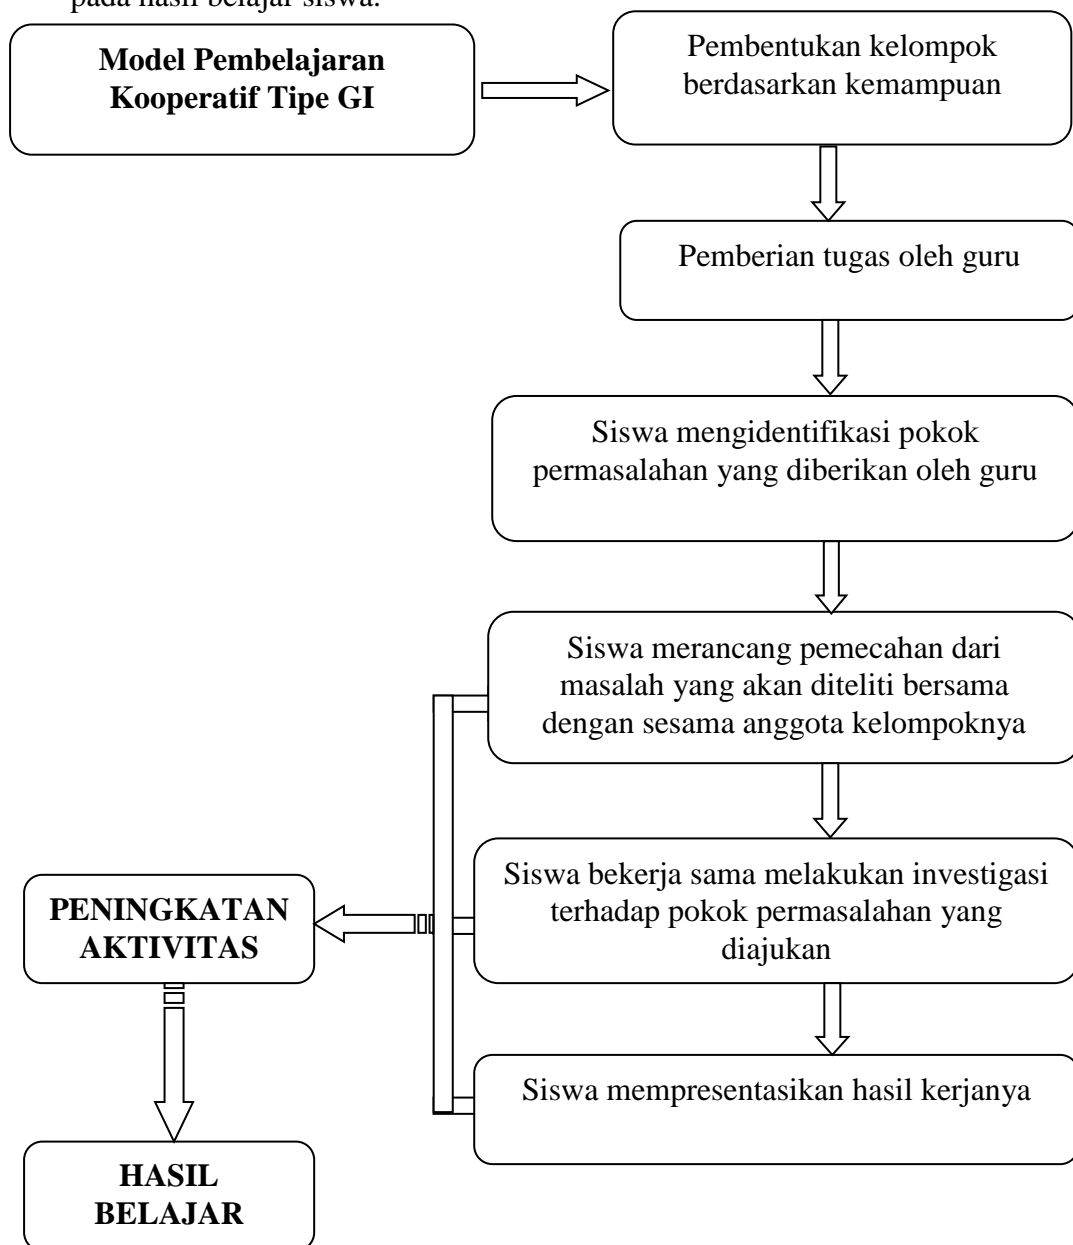 pada hasil belajar siswa.
Model Pembelajaran
Kooperatif Tipe GI
Pembentukan kelompok
berdasarkan kemampuan
Pemberian tugas oleh guru
Siswa mengidentifikasi pokok
permasalahan yang diberikan oleh guru
Siswa merancang pemecahan dari
masalah yang akan diteliti bersama
dengan sesama anggota kelompoknya
Siswa bekerja sama melakukan investigasi
terhadap pokok permasalahan yang
diajukan
Siswa mempresentasikan hasil kerjanya
PENINGKATAN
AKTIVITAS
HASIL
BELAJAR